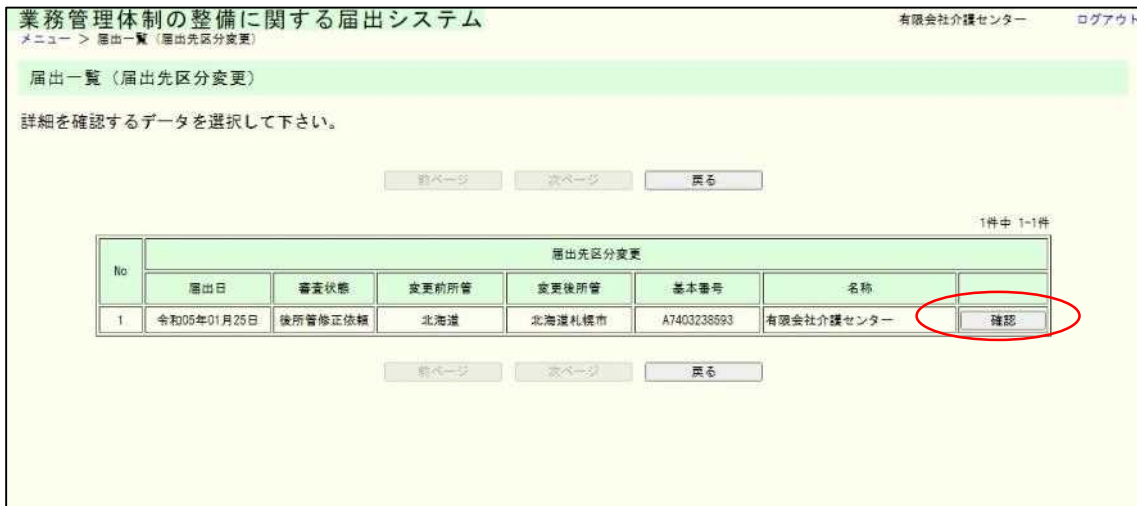 業務管理体制の整備に関する届出システム 有限会社介護センター ログアウト
メニュー > 届出一覧（届出先区分変更）
届出一覧（届出先区分変更）
詳細を確認するデータを選択して下さい。
前ページ 次ページ 戻る
1件中 1~1件
No 届出先区分変更
届出日 審査状態 変更前所管 変更後所管 基本番号 名称
1 令和05年01月25日 後所管修正依頼 北海道 北海道札幌市 A7403238593 有限会社介護センター 確認
前ページ 次ページ 戻る